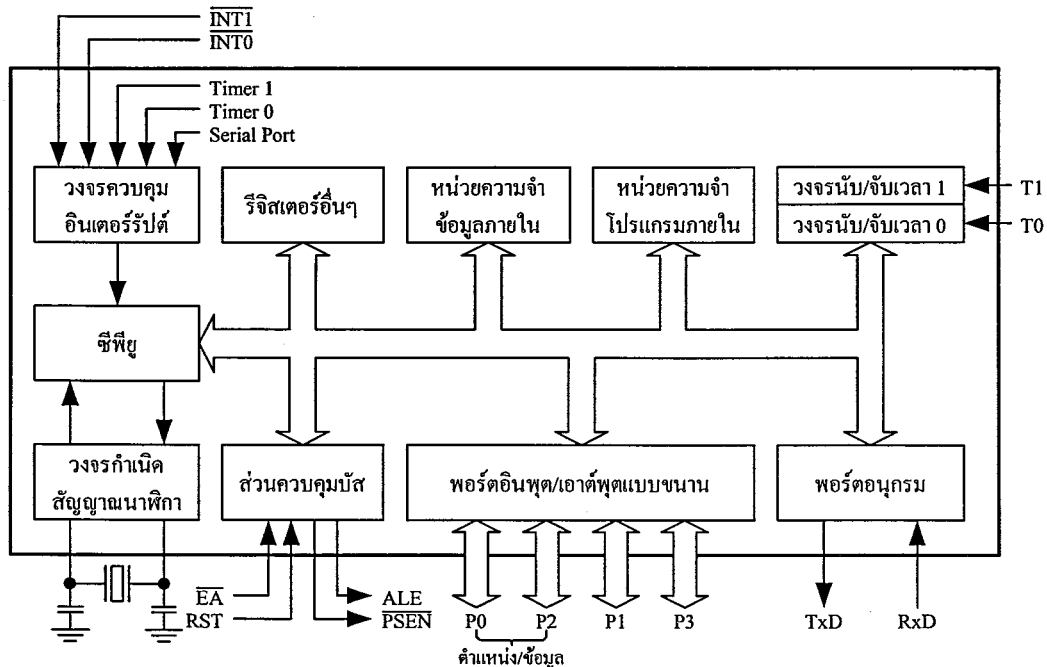 INT1
INT0
Timer 1
Timer 0
Serial Port
วงจรควบคุม
อินเตอร์รัปต์
รีจิสเตอร์อื่นๆ
หน่วยความจำ
ข้อมูลภายใน
หน่วยความจำ
โปรแกรมภายใน
วงจรนับ/จับเวลา 1
วงจรนับ/จับเวลา 0
T1
T0
ซีพียู
วงจรกำเนิด
สัญญาณนาฬิกา
ส่วนควบคุมบัส
พอร์ตอินพุต/เอาต์พุตแบบขนาน
พอร์ตอนุกรม
EA
RST
ALE
PSEN
P0
P2
P1
P3
TxD
RxD
ตำแหน่ง/ข้อมูล